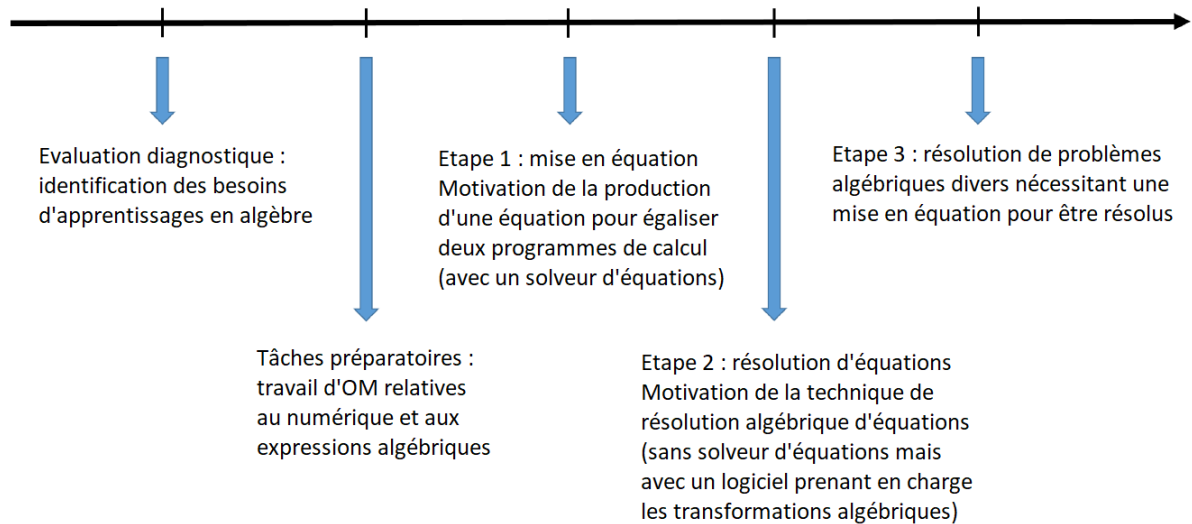 Evaluation diagnostique :
identification des besoins
d'apprentissages en algèbre
Tâches préparatoires :
travail d'OM relatives
au numérique et aux
expressions algébriques
Etape 1 : mise en équation
Motivation de la production
d'une équation pour égaliser
deux programmes de calcul
(avec un solveur d'équations)
Etape 2 : résolution d'équations
Motivation de la technique de
résolution algébrique d'équations
(sans solveur d'équations mais
avec un logiciel prenant en charge
les transformations algébriques)
Etape 3 : résolution de problèmes
algébriques divers nécessitant une
mise en équation pour être résolus